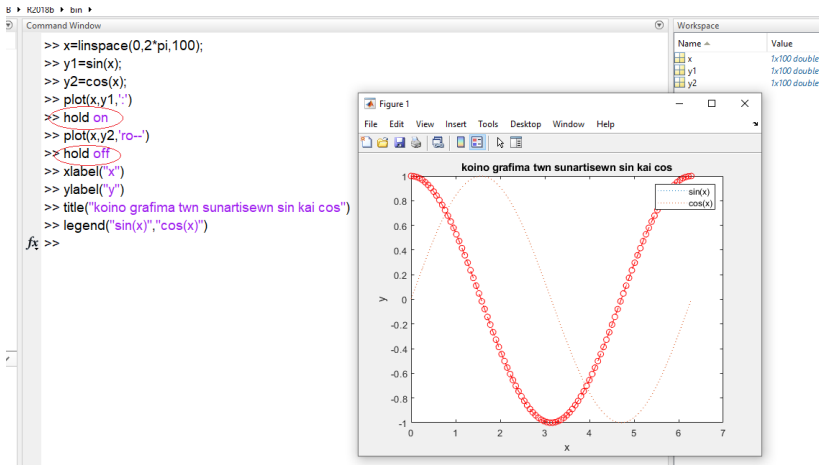 B ▸ R2018b ▸ bin ▸
Command Window
>> x=linspace(0,2*pi,100);
>> y1=sin(x);
>> y2=cos(x);
>> plot(x,y1,':')
>> hold on
>> plot(x,y2,'ro--')
>> hold off
>> xlabel("x")
>> ylabel("y")
>> title("koino grafima twn sunartisewn sin kai cos")
>> legend("sin(x)","cos(x)")
fx >>
Workspace
Name Value
x 1x100 double
y1 1x100 double
y2 1x100 double
Figure 1
File Edit View Insert Tools Desktop Window Help
koino grafima twn sunartisewn sin kai cos
sin(x)
cos(x)
1
0.8
0.6
0.4
0.2
0
-0.2
-0.4
-0.6
-0.8
-1
y
0 1 2 3 4 5 6 7
x